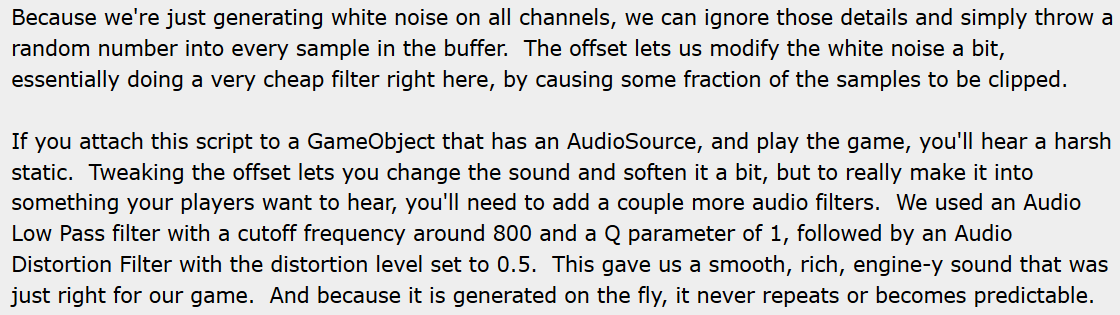 Because we're just generating white noise on all channels, we can ignore those details and simply throw a
random number into every sample in the buffer.  The offset lets us modify the white noise a bit,
essentially doing a very cheap filter right here, by causing some fraction of the samples to be clipped.
If you attach this script to a GameObject that has an AudioSource, and play the game, you'll hear a harsh
static.  Tweaking the offset lets you change the sound and soften it a bit, but to really make it into
something your players want to hear, you'll need to add a couple more audio filters.  We used an Audio
Low Pass filter with a cutoff frequency around 800 and a Q parameter of 1, followed by an Audio
Distortion Filter with the distortion level set to 0.5.  This gave us a smooth, rich, engine-y sound that was
just right for our game.  And because it is generated on the fly, it never repeats or becomes predictable.